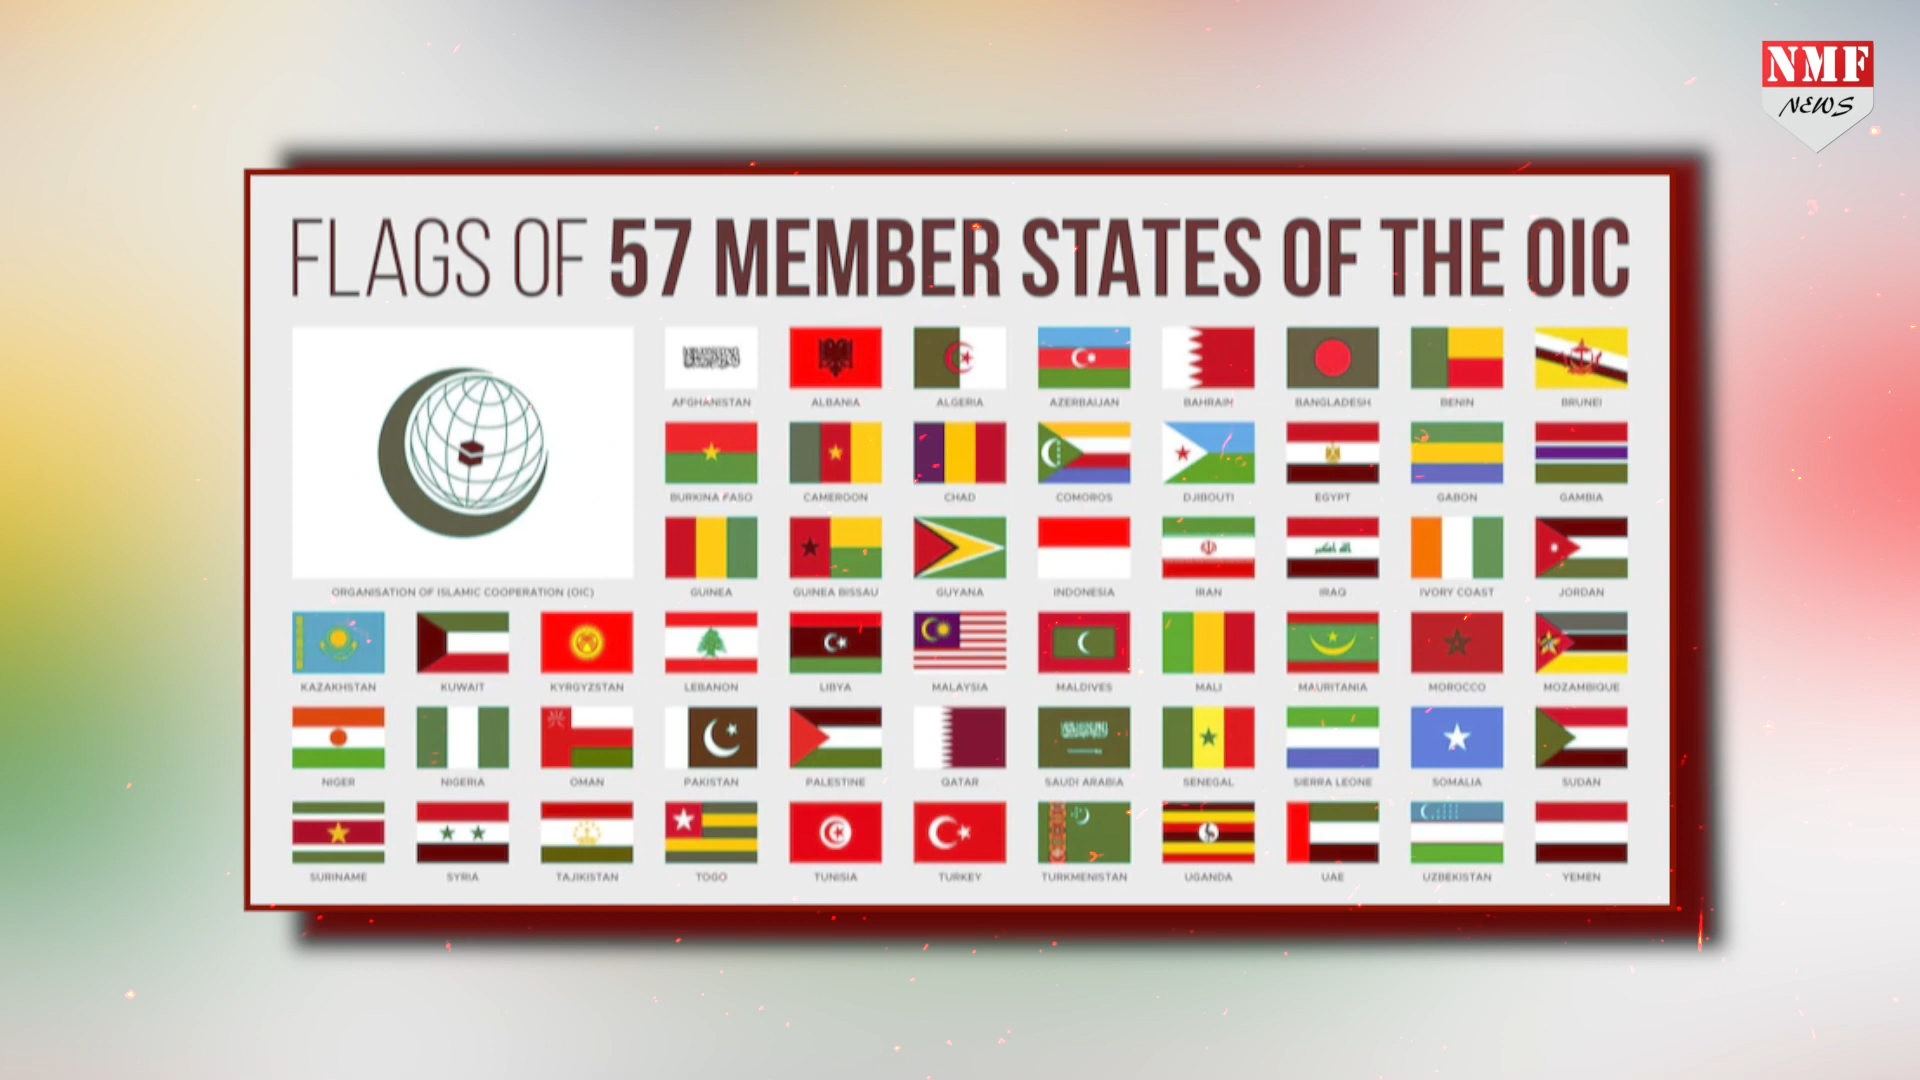 NMF
NEWS
FLAGS OF 57 MEMBER STATES OF THE OIC
AFGHANISTAN ALBANIA ALGERIA AZERBAIJAN BAHRAIN BANGLADESH BENIN BRUNEI
BURKINA FASO CAMEROON CHAD COMOROS DJIBOUTI EGYPT GABON GAMBIA
ORGANISATION OF ISLAMIC COOPERATION (OIC) GUINEA GUINEA BISSAU GUYANA INDONESIA IRAN IRAQ IVORY COAST JORDAN
KAZAKHSTAN KUWAIT KYRGYZSTAN LEBANON LIBYA MALAYSIA MALDIVES MALI MAURITANIA MOROCCO MOZAMBIQUE
NIGER NIGERIA OMAN PAKISTAN PALESTINE QATAR SAUDI ARABIA SENEGAL SIERRA LEONE SOMALIA SUDAN
SURINAME SYRIA TAJIKISTAN TOGO TUNISIA TURKEY TURKMENISTAN UGANDA UAE UZBEKISTAN YEMEN